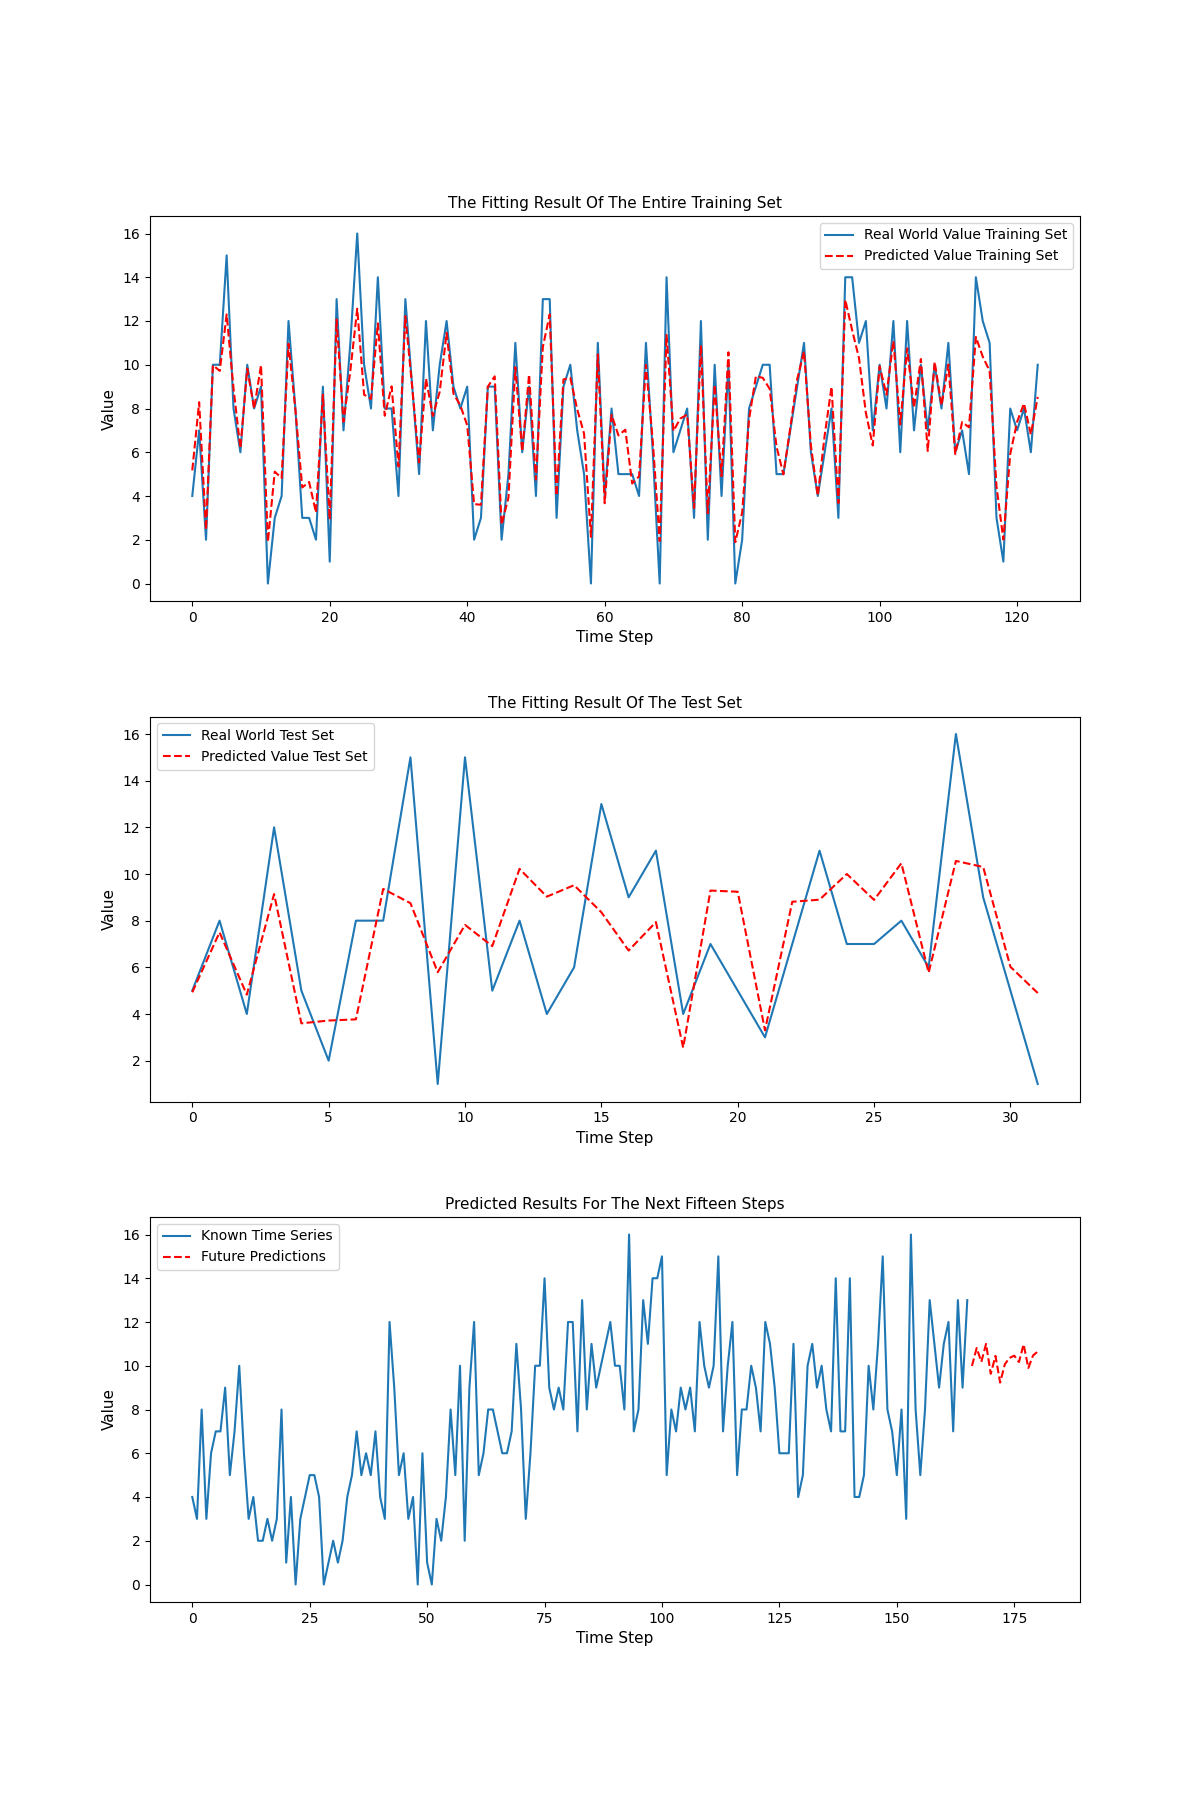 The Fitting Result Of The Entire Training Set
Real World Value Training Set
Predicted Value Training Set
Value
16
14
12
10
8
6
4
2
0
0 20 40 60 80 100 120
Time Step
The Fitting Result Of The Test Set
Real World Test Set
Predicted Value Test Set
Value
16
14
12
10
8
6
4
2
0 5 10 15 20 25 30
Time Step
Predicted Results For The Next Fifteen Steps
Known Time Series
Future Predictions
Value
16
14
12
10
8
6
4
2
0
0 25 50 75 100 125 150 175
Time Step